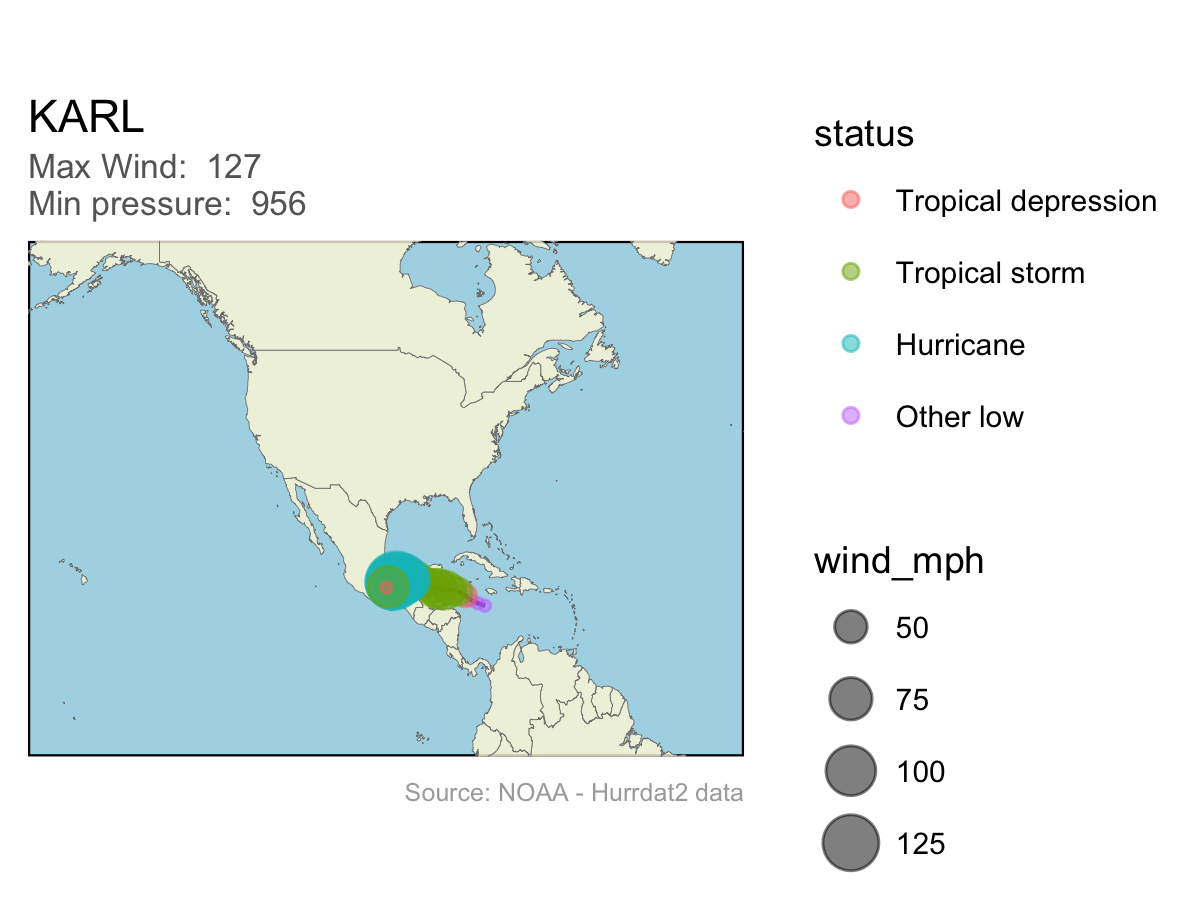 KARL
Max Wind:  127
Min pressure:  956
Source: NOAA - Hurrdat2 data
status
Tropical depression
Tropical storm
Hurricane
Other low
wind_mph
50
75
100
125